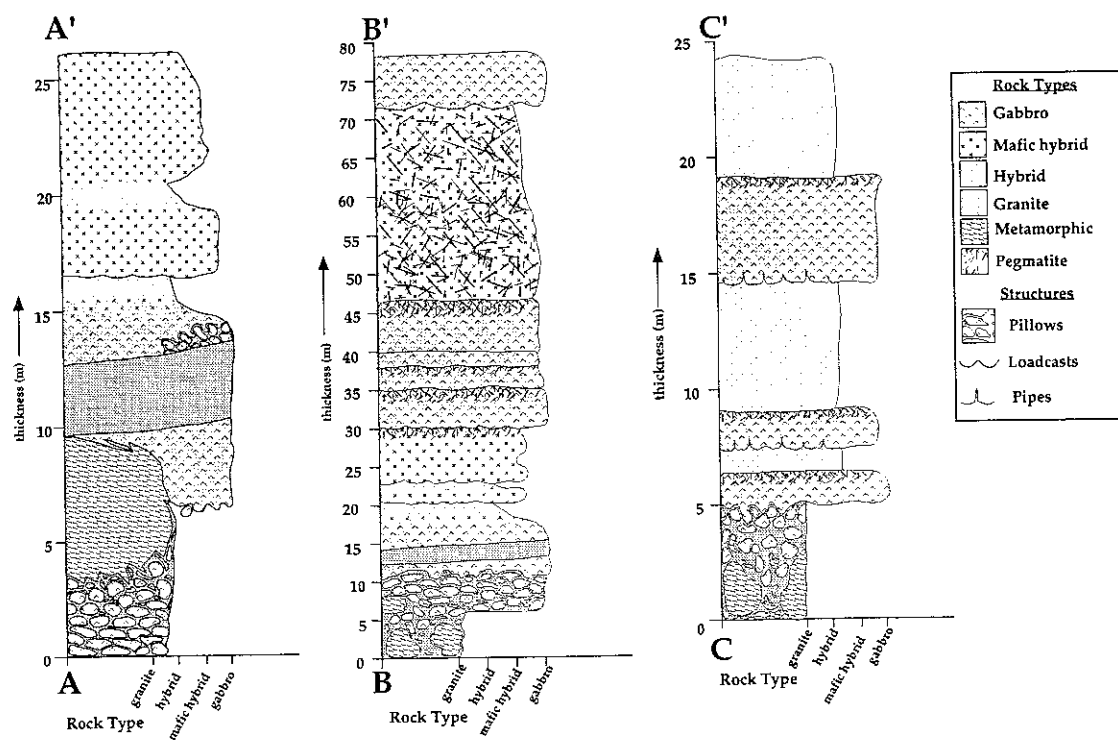 A'
25
20
15
10
5
0
thickness (m)
A
granite
hybrid
mafic hybrid
gabbro
Rock Type
B'
80
75
70
65
60
55
50
45
40
35
30
25
20
15
10
5
0
thickness (m)
B
granite
hybrid
mafic hybrid
gabbro
Rock Type
C'
25
20
15
10
5
0
thickness (m)
C
granite
hybrid
mafic hybrid
gabbro
Rock Type
Rock Types
Gabbro
Mafic hybrid
Hybrid
Granite
Metamorphic
Pegmatite
Structures
Pillows
Loadcasts
Pipes